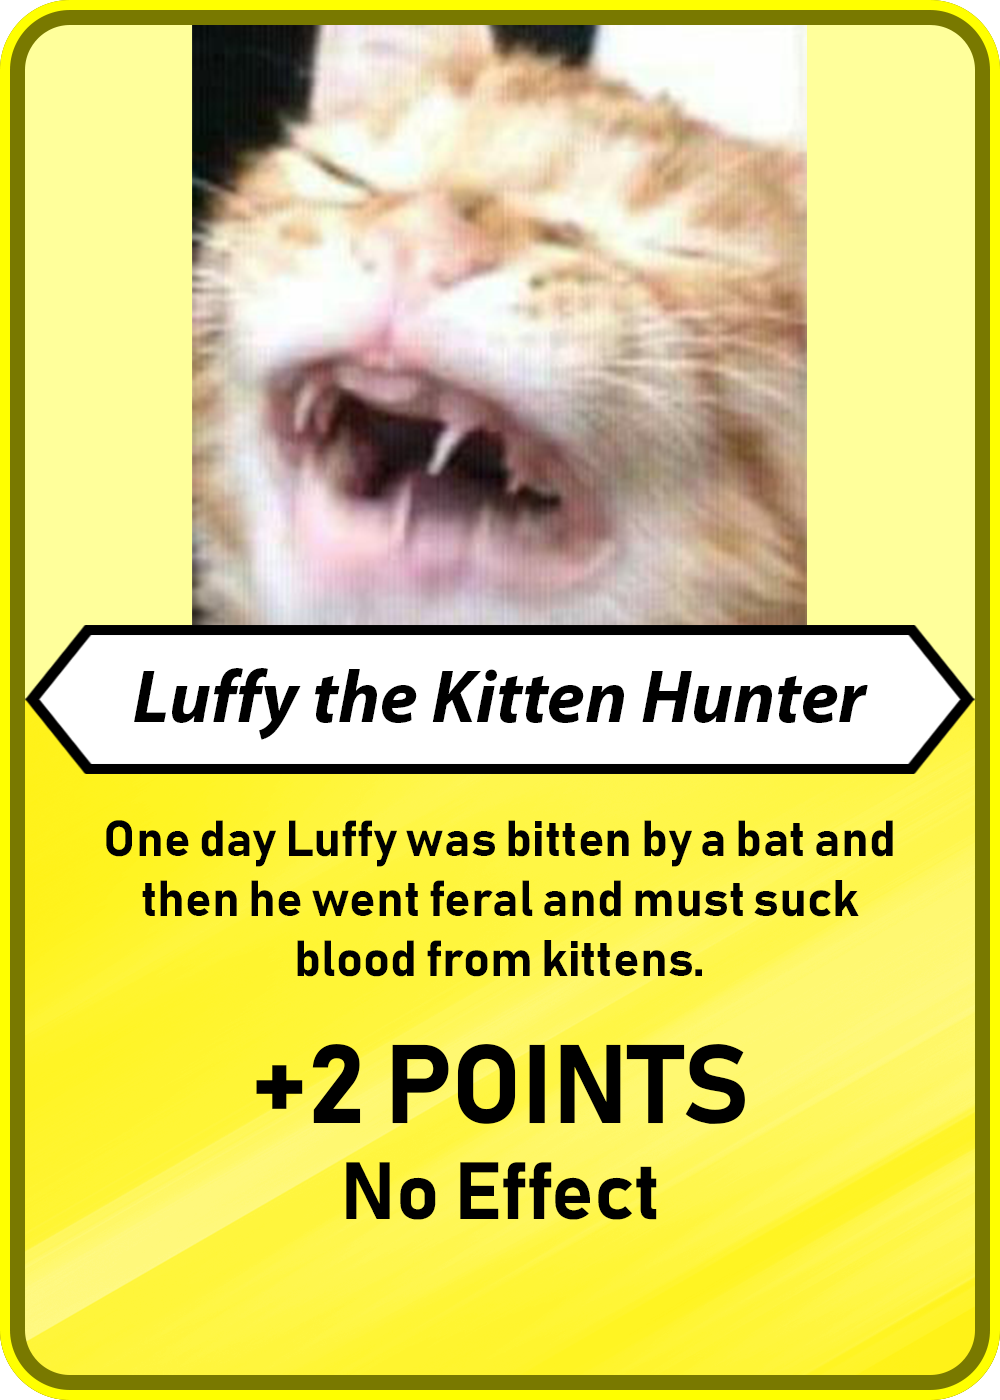 Luffy the Kitten Hunter
One day Luffy was bitten by a bat and
then he went feral and must suck
blood from kittens.
+2 POINTS
No Effect